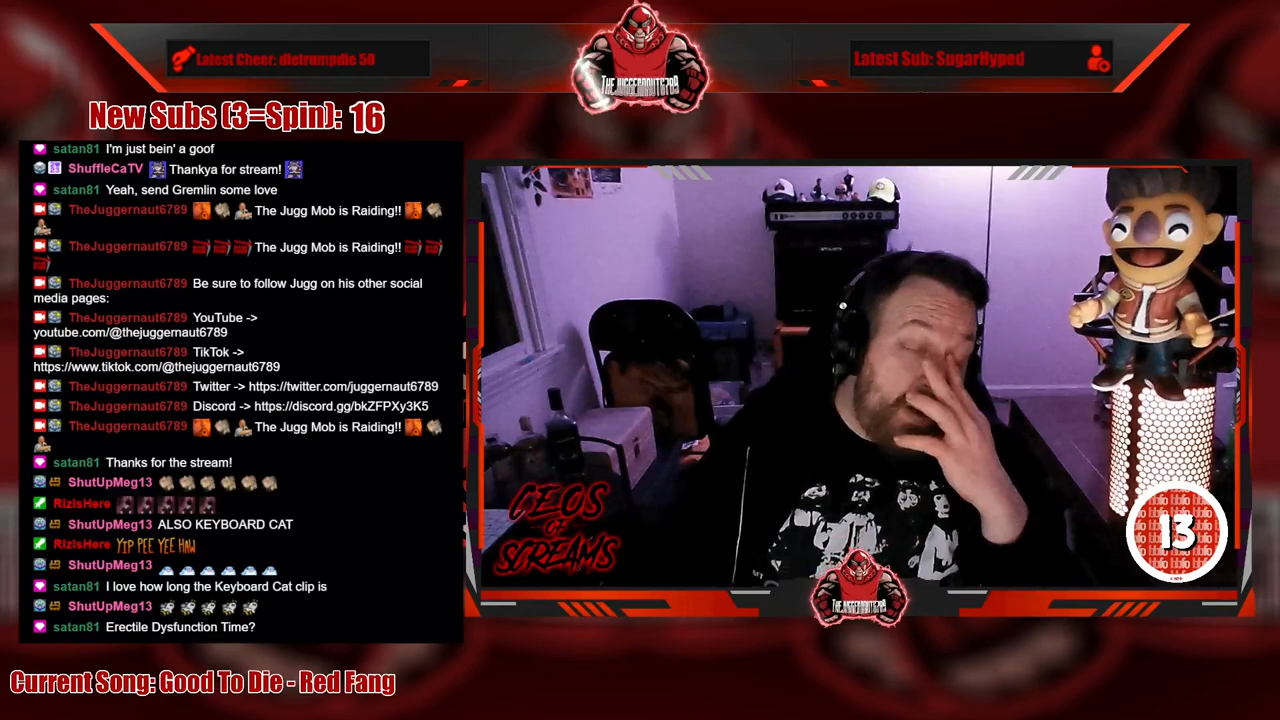 Latest Cheer: dietrumpdie 50
THEJUGGERNAUT6789
Latest Sub: SugarHypod
New Subs (3=Spin): 16
satan81 I'm just bein' a goof
ShuffleCaTV Thankya for stream!
satan81 Yeah, send Gremlin some love
TheJuggernaut6789 The Jugg Mob is Raiding!!
TheJuggernaut6789 The Jugg Mob is Raiding!!
TheJuggernaut6789 Be sure to follow Jugg on his other social
media pages:
TheJuggernaut6789 YouTube ->
youtube.com/@thejuggernaut6789
TheJuggernaut6789 TikTok ->
https://www.tiktok.com/@thejuggernaut6789
TheJuggernaut6789 Twitter -> https://twitter.com/juggernaut6789
TheJuggernaut6789 Discord -> https://discord.gg/bkZFPXy3K5
TheJuggernaut6789 The Jugg Mob is Raiding!!
satan81 Thanks for the stream!
ShutUpMeg13
RizIsHere
ShutUpMeg13 ALSO KEYBOARD CAT
RizIsHere YIP PEE YEE HAW
ShutUpMeg13
satan81 I love how long the Keyboard Cat clip is
ShutUpMeg13
satan81 Erectile Dysfunction Time?
CEOS
OF
SCREAMS
13
THEJUGGERNAUT6789
Current Song: Good To Die - Red Fang